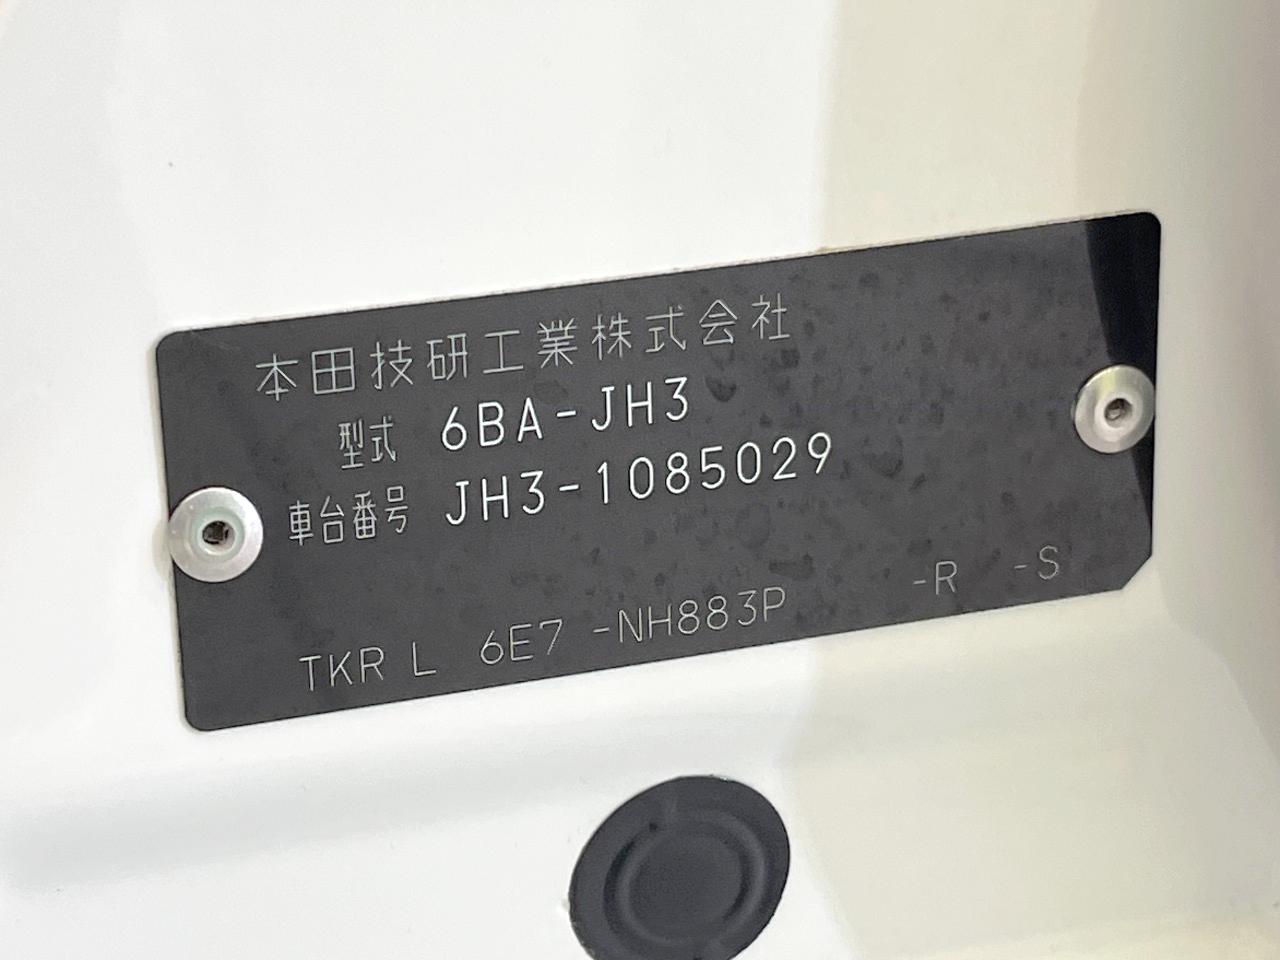 本田技研工業株式会社
型式 6BA-JH3
車台番号 JH3-1085029
TKR L 6E7 -NH883P -R -S